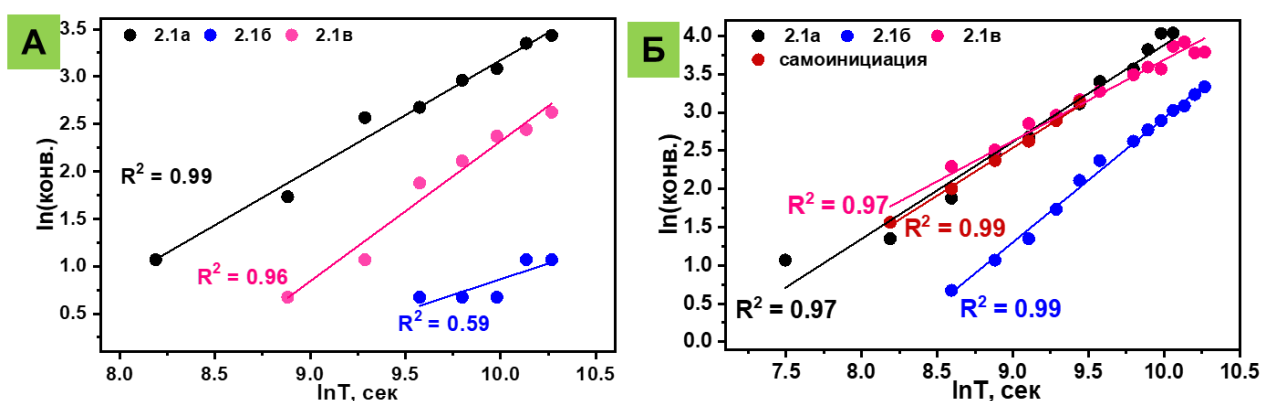 А
2.1а 2.1б 2.1в
ln(конв.)
3.5
3.0
2.5
2.0
1.5
1.0
0.5
R² = 0.99
R² = 0.96
R² = 0.59
8.0 8.5 9.0 9.5 10.0 10.5
lnT, сек
Б
2.1а 2.1б 2.1в
самоинициация
ln(конв.)
4.0
3.5
3.0
2.5
2.0
1.5
1.0
0.5
0.0
R² = 0.97
R² = 0.99
R² = 0.97
R² = 0.99
7.5 8.0 8.5 9.0 9.5 10.0 10.5
lnT, сек